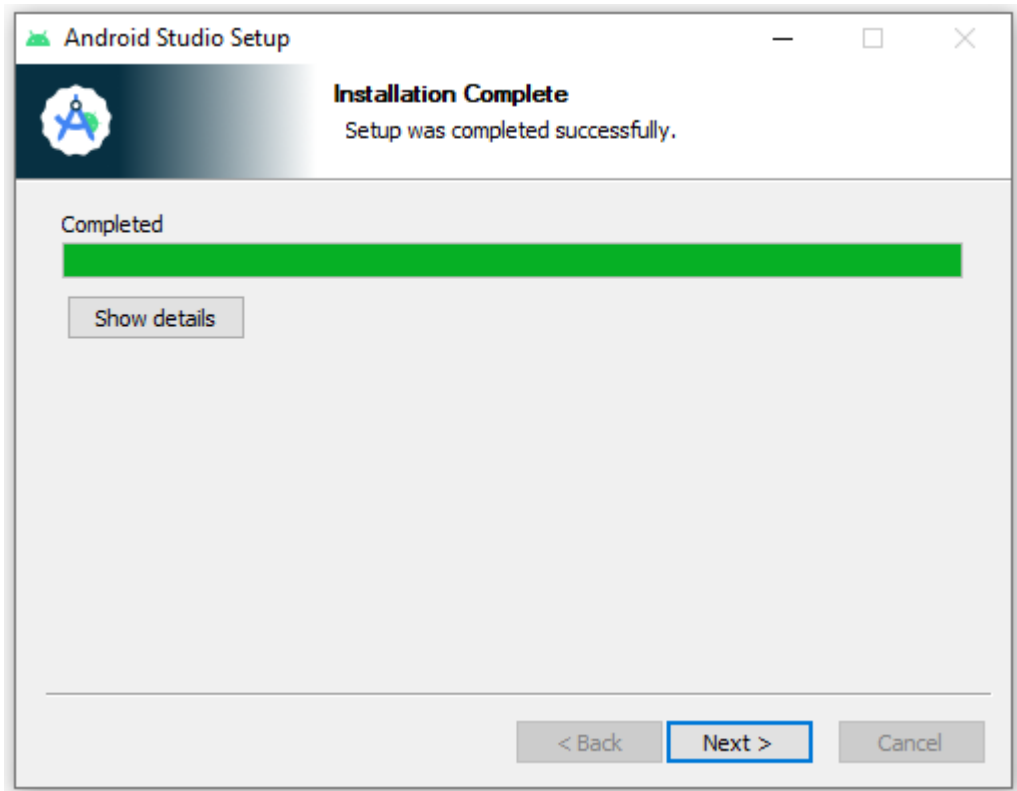 Android Studio Setup
Installation Complete
Setup was completed successfully.
Completed
Show details
< Back Next > Cancel